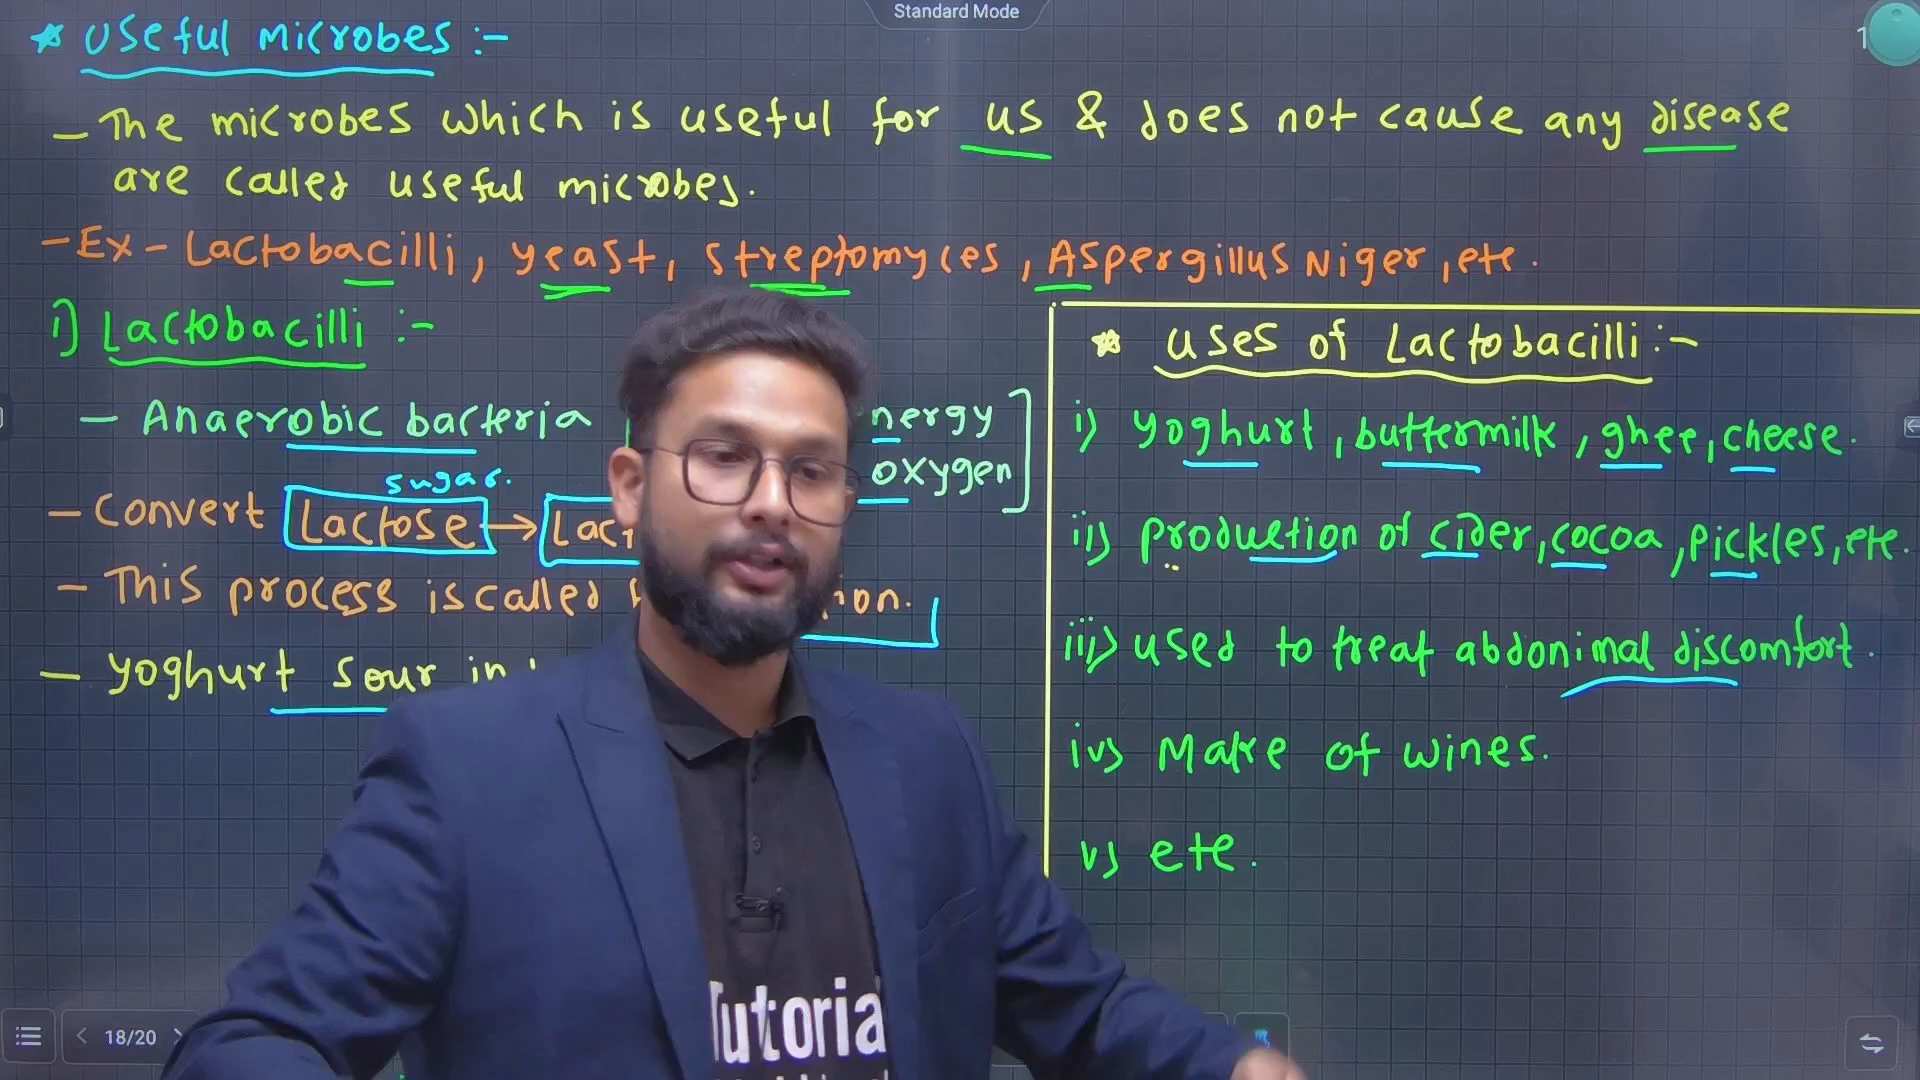 Standard Mode
1
* Useful microbes :-
- The microbes which is useful for us & does not cause any disease
are called useful microbes.
- Ex - Lactobacilli, yeast, streptomyces, Aspergillus Niger, etc.
i) Lactobacilli :-
- Anaerobic bacteria nergy
oxygen]
sugar.
- Convert Lactose →
- This process is called ion.
- yoghurt sour in
* uses of Lactobacilli :-
i) yoghurt, buttermilk, ghee, cheese.
ii) production of cider, cocoa, pickles, etc.
iii) used to treat abdonimal discomfort.
iv) Make of wines.
v) etc.
Tutoria
18/20